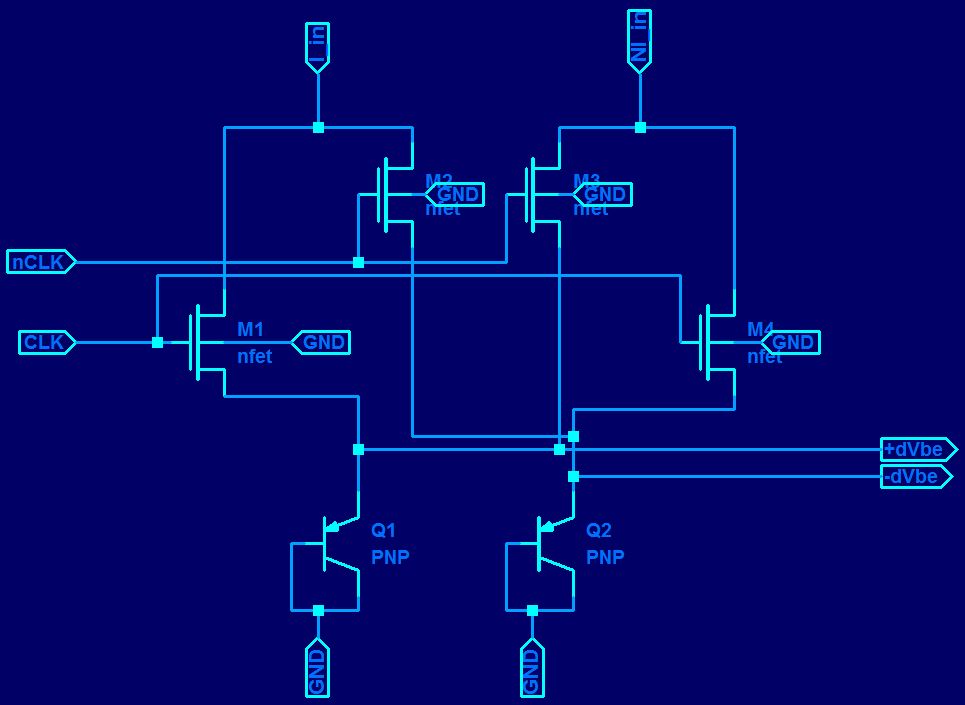 I_in
NI_in
M2
GND
nfet
M3
GND
nfet
nCLK
CLK
M1
GND
nfet
M4
GND
nfet
+dVbe
-dVbe
Q1
PNP
Q2
PNP
GND
GND